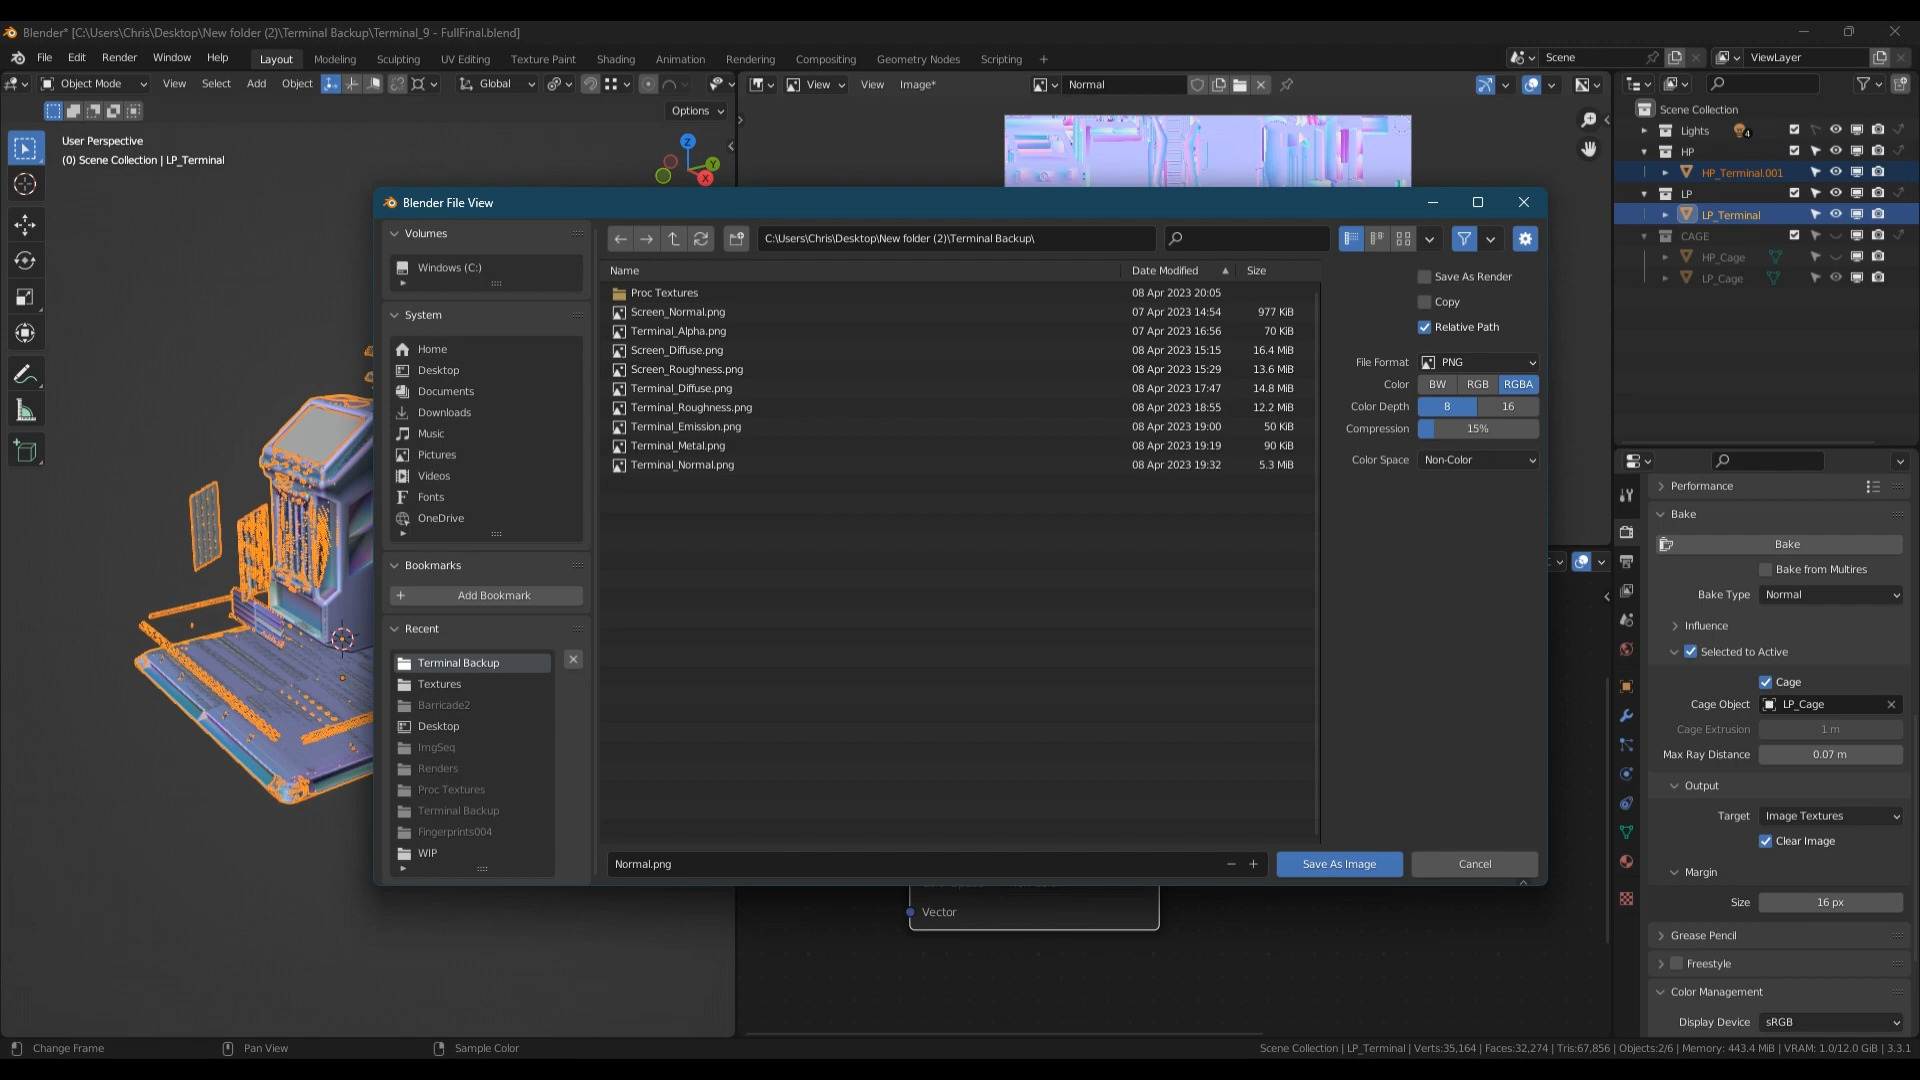 Blender* [C:\Users\Chris\Desktop\New folder (2)\Terminal Backup\Terminal_9 - FullFinal.blend]
File Edit Render Window Help Layout Modeling Sculpting UV Editing Texture Paint Shading Animation Rendering Compositing Geometry Nodes Scripting + Scene ViewLayer
Object Mode View Select Add Object Global View View Image* Normal
Options
User Perspective
(0) Scene Collection | LP_Terminal
Z
Y
X
Scene Collection
Lights 4
HP
HP_Terminal.001
LP
LP_Terminal
CAGE
HP_Cage
LP_Cage
Blender File View
Volumes
Windows (C:)
System
Home
Desktop
Documents
Downloads
Music
Pictures
Videos
Fonts
OneDrive
Bookmarks
Add Bookmark
Recent
Terminal Backup
Textures
Barricade2
Desktop
ImgSeq
Renders
Proc Textures
Terminal Backup
Fingerprints004
WIP
C:\Users\Chris\Desktop\New folder (2)\Terminal Backup\
Name Date Modified Size
Proc Textures 08 Apr 2023 20:05
Screen_Normal.png 07 Apr 2023 14:54 977 KiB
Terminal_Alpha.png 07 Apr 2023 16:56 70 KiB
Screen_Diffuse.png 08 Apr 2023 15:15 16.4 MiB
Screen_Roughness.png 08 Apr 2023 15:29 13.6 MiB
Terminal_Diffuse.png 08 Apr 2023 17:47 14.8 MiB
Terminal_Roughness.png 08 Apr 2023 18:55 12.2 MiB
Terminal_Emission.png 08 Apr 2023 19:00 50 KiB
Terminal_Metal.png 08 Apr 2023 19:19 90 KiB
Terminal_Normal.png 08 Apr 2023 19:32 5.3 MiB
Save As Render
Copy
Relative Path
File Format PNG
Color BW RGB RGBA
Color Depth 8 16
Compression 15%
Color Space Non-Color
Normal.png - + Save As Image Cancel
Vector
Performance
Bake
Bake
Bake from Multires
Bake Type Normal
Influence
Selected to Active
Cage
Cage Object LP_Cage
Cage Extrusion 1 m
Max Ray Distance 0.07 m
Output
Target Image Textures
Clear Image
Margin
Size 16 px
Grease Pencil
Freestyle
Color Management
Display Device sRGB
Change Frame Pan View Sample Color Scene Collection | LP_Terminal | Verts:35,164 | Faces:32,274 | Tris:67,856 | Objects:2/6 | Memory: 443.4 MiB | VRAM: 1.0/12.0 GiB | 3.3.1